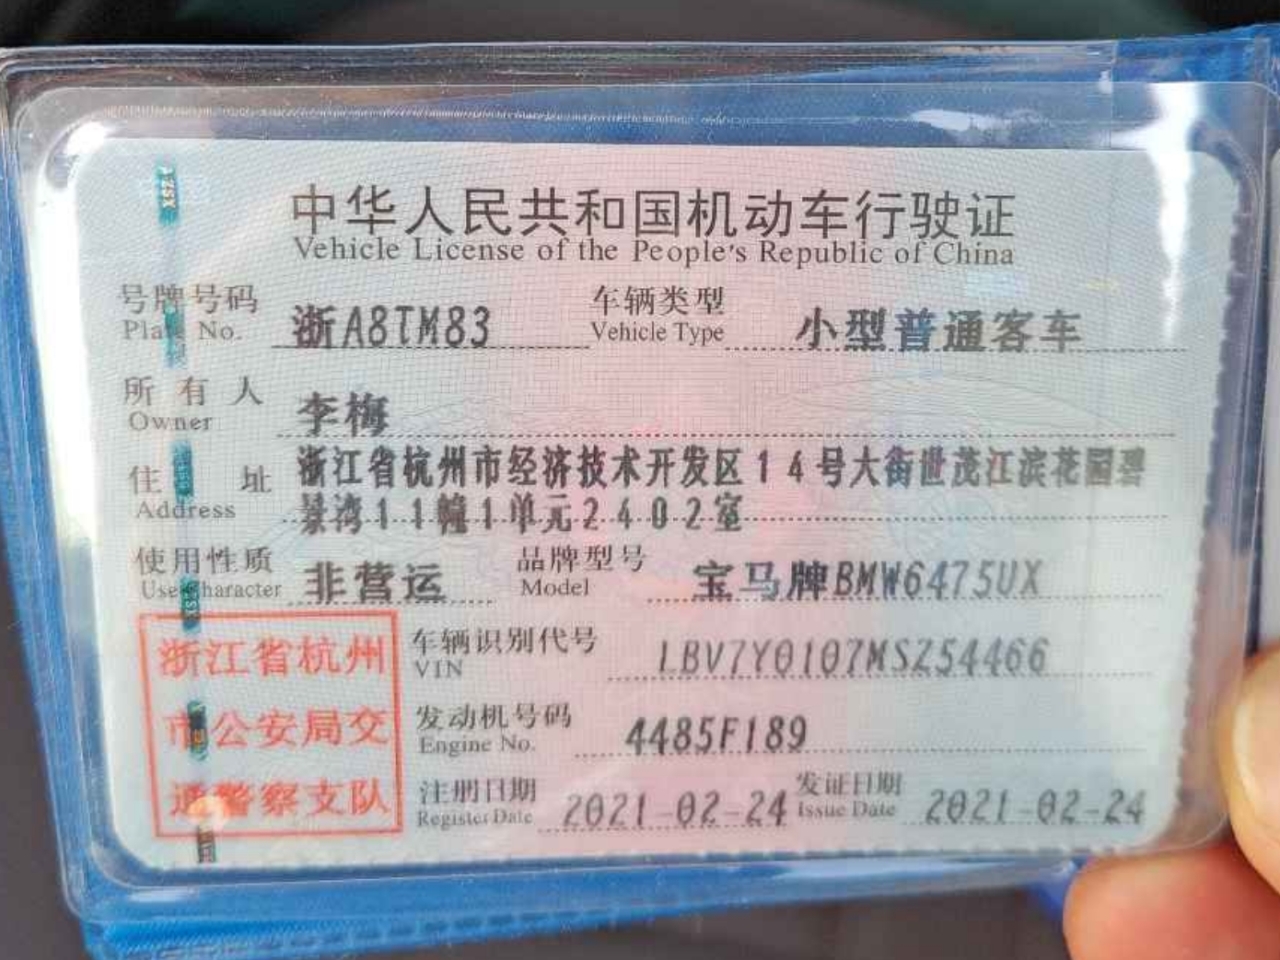 中华人民共和国机动车行驶证
Vehicle License of the People's Republic of China
号牌号码 浙A8TM83 车辆类型 小型普通客车
Plate No. Vehicle Type
所有人 李梅
Owner
住址 浙江省杭州市经济技术开发区14号大街世茂江滨花园碧
Address 景湾11幢1单元2402室
使用性质 非营运 品牌型号 宝马牌BMW6475UX
Use Character Model
浙江省杭州
市公安局交
通警察支队
车辆识别代号 LBV7Y0107MSZ54466
VIN
发动机号码 4485F189
Engine No.
注册日期 2021-02-24 发证日期 2021-02-24
Register Date Issue Date